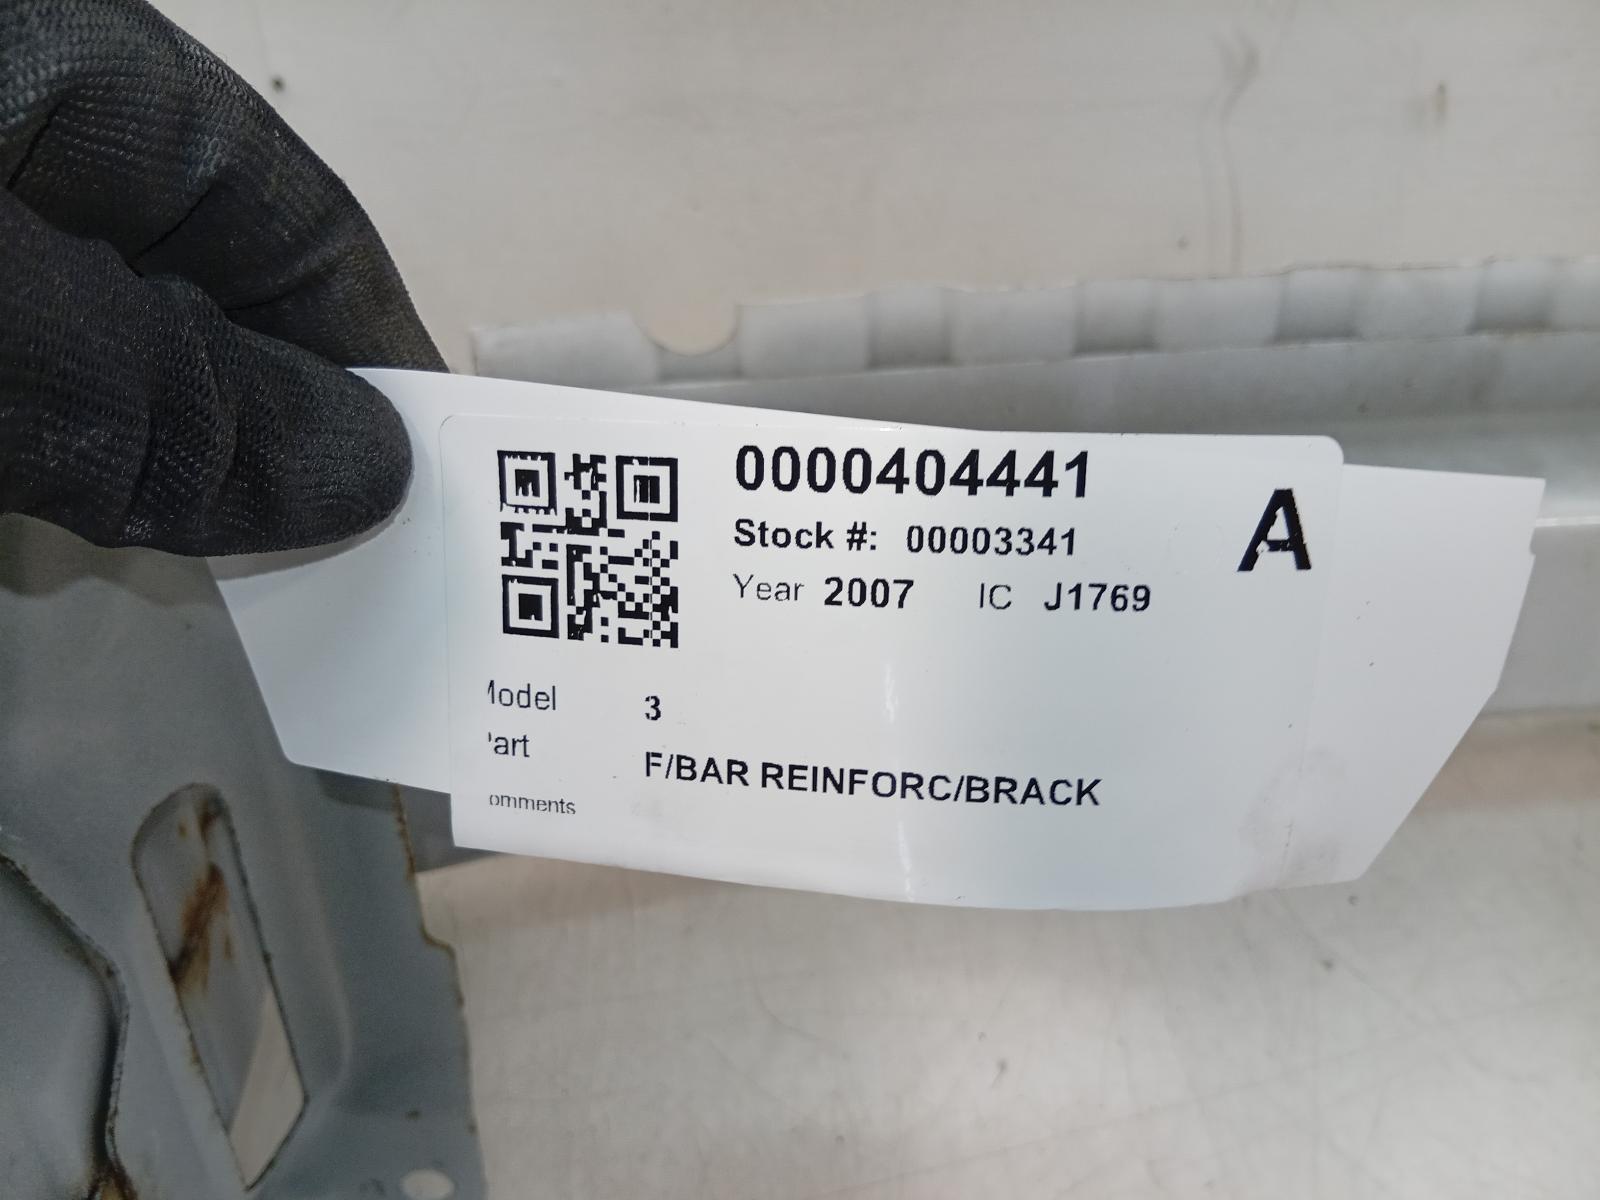 0000404441
Stock #: 00003341
A
Year 2007 IC J1769
Model 3
Part F/BAR REINFORC/BRACK
omments